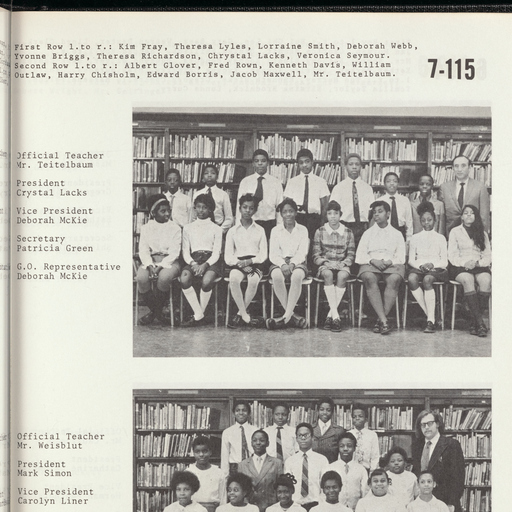 First Row l.to r.: Kim Fray, Theresa Lyles, Lorraine Smith, Deborah Webb,
Yvonne Briggs, Theresa Richardson, Chrystal Lacks, Veronica Seymour.
Second Row l.to r.: Albert Glover, Fred Rown, Kenneth Davis, William
Outlaw, Harry Chisholm, Edward Borris, Jacob Maxwell, Mr. Teitelbaum.
7-115
Official Teacher
Mr. Teitelbaum
President
Crystal Lacks
Vice President
Deborah McKie
Secretary
Patricia Green
G.O. Representative
Deborah McKie
Official Teacher
Mr. Weisblut
President
Mark Simon
Vice President
Carolyn Liner